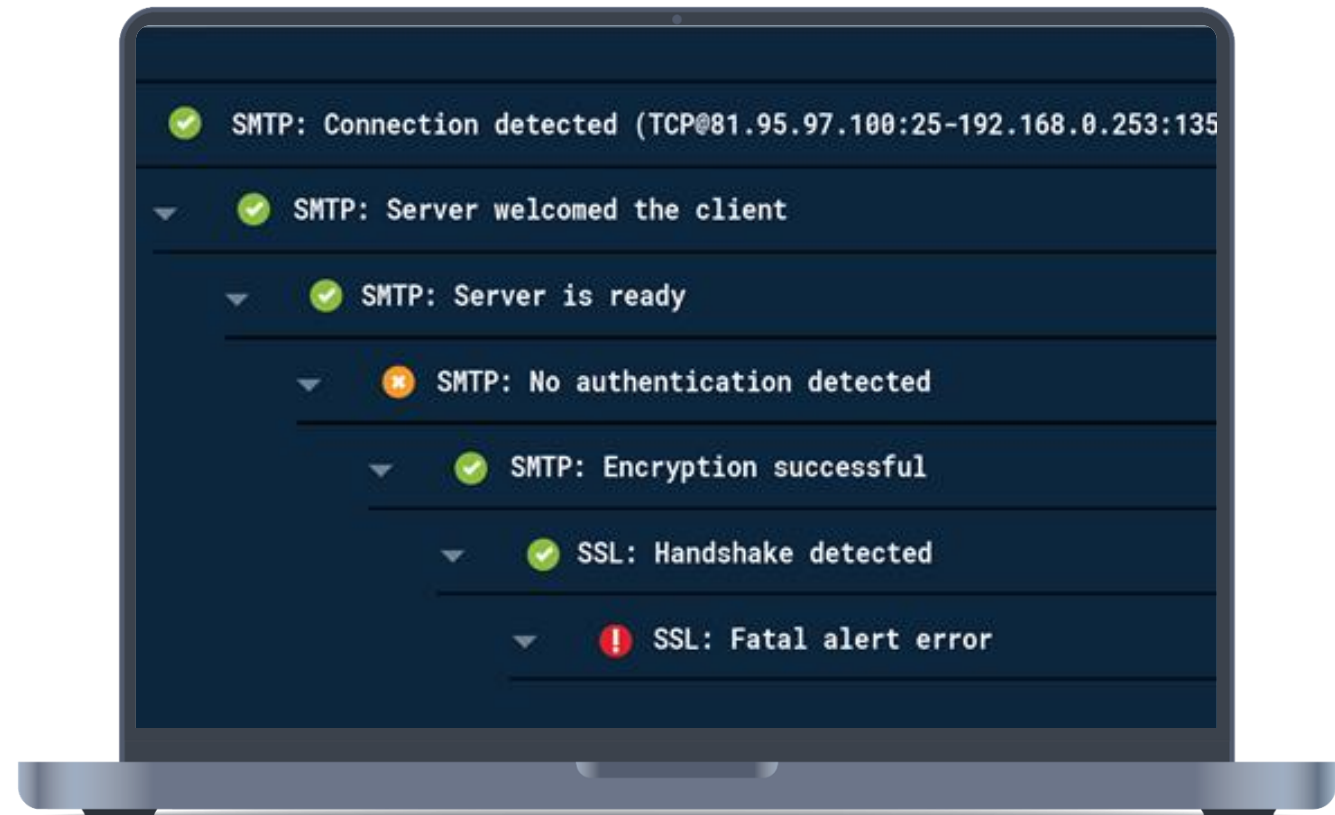 SMTP: Connection detected (TCP@81.95.97.100:25-192.168.0.253:135
SMTP: Server welcomed the client
SMTP: Server is ready
SMTP: No authentication detected
SMTP: Encryption successful
SSL: Handshake detected
SSL: Fatal alert error